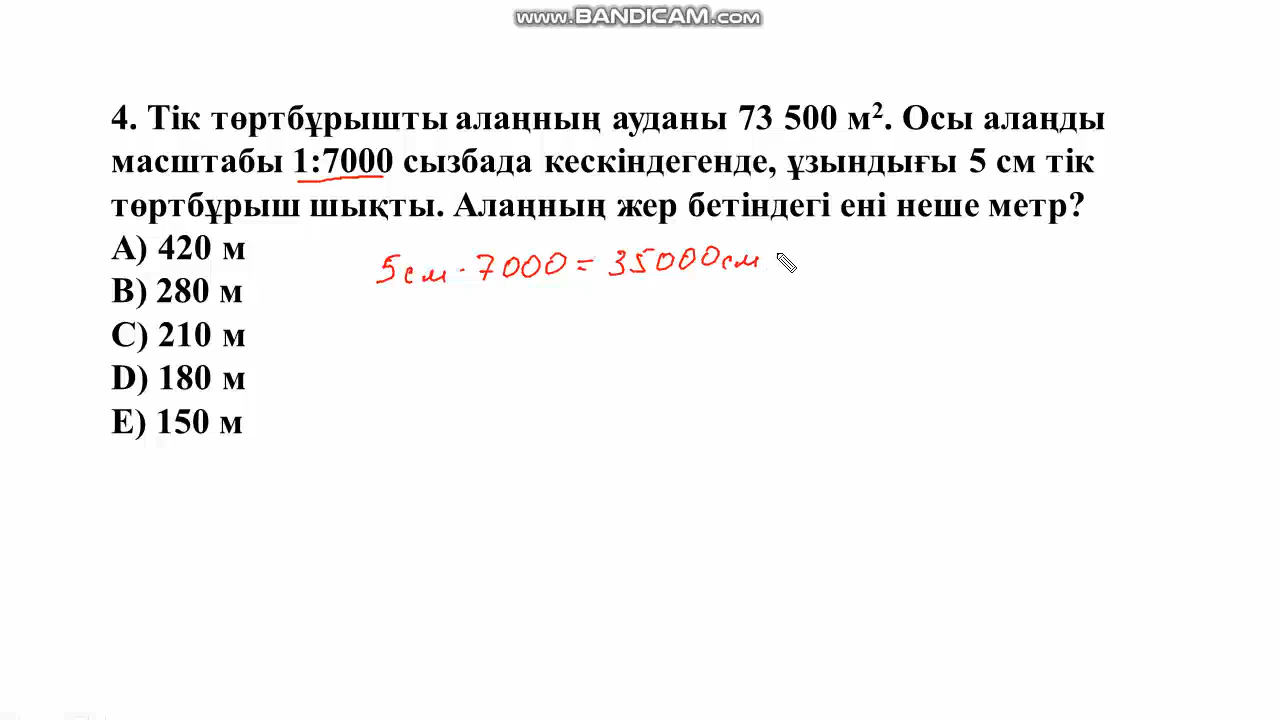 www.BANDICAM.com
4. Тік төртбұрышты алаңның ауданы 73 500 м². Осы алаңды
масштабы 1:7000 сызбада кескіндегенде, ұзындығы 5 см тік
төртбұрыш шықты. Алаңның жер бетіндегі ені неше метр?
A) 420 м
5см · 7000 = 35000см
B) 280 м
C) 210 м
D) 180 м
E) 150 м